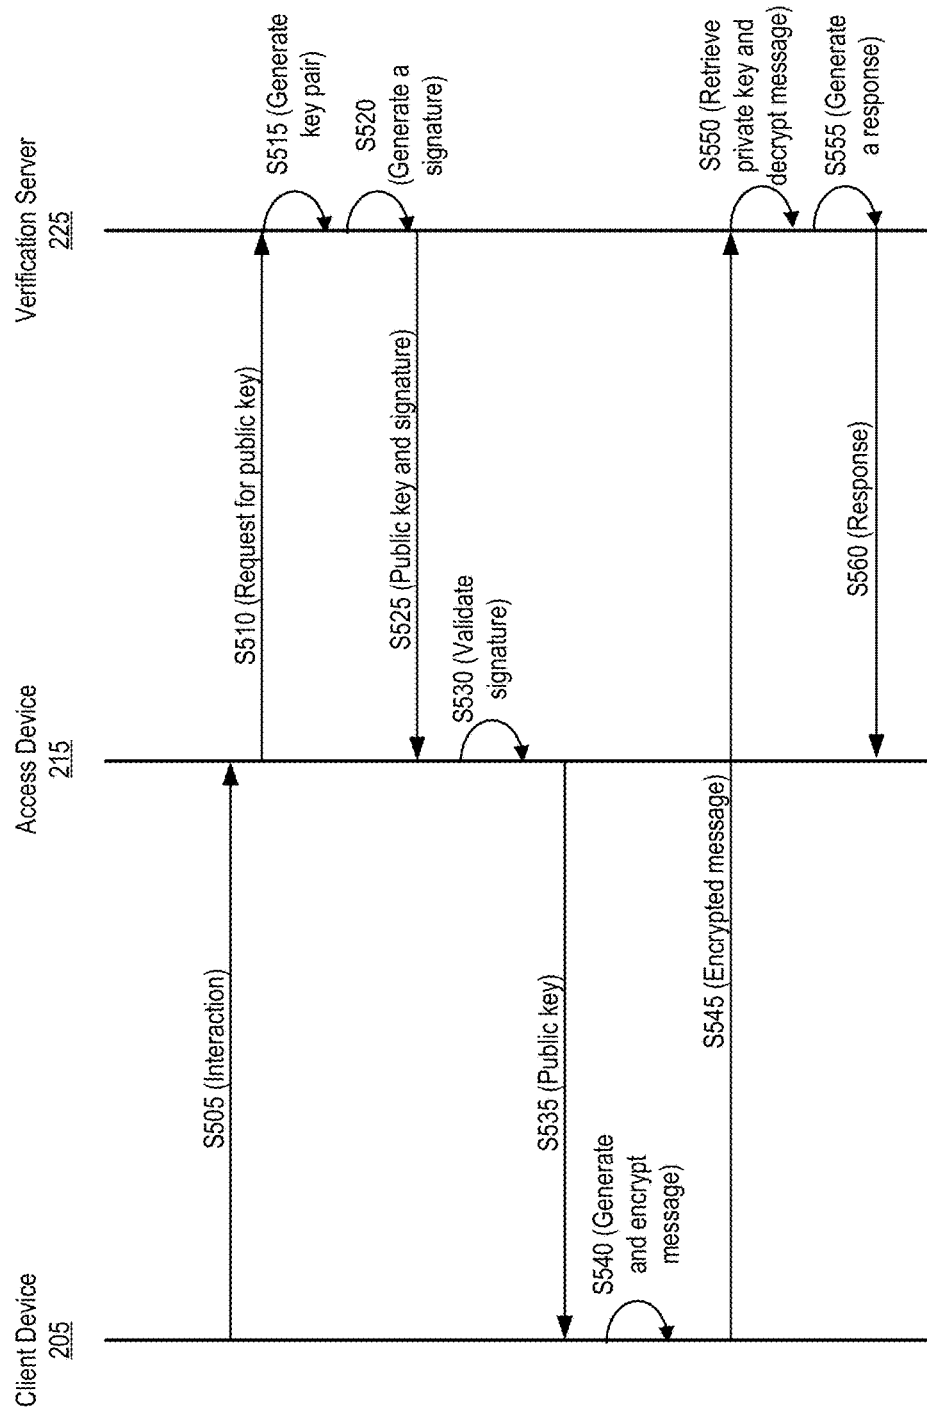 Client Device
205
Access Device
215
Verification Server
225
S505 (Interaction)
S510 (Request for public key)
S515 (Generate
key pair)
S520
(Generate a
signature)
S525 (Public key and signature)
S530 (Validate
signature)
S535 (Public key)
S540 (Generate
and encrypt
message)
S545 (Encrypted message)
S550 (Retrieve
private key and
decrypt message)
S555 (Generate
a response)
S560 (Response)